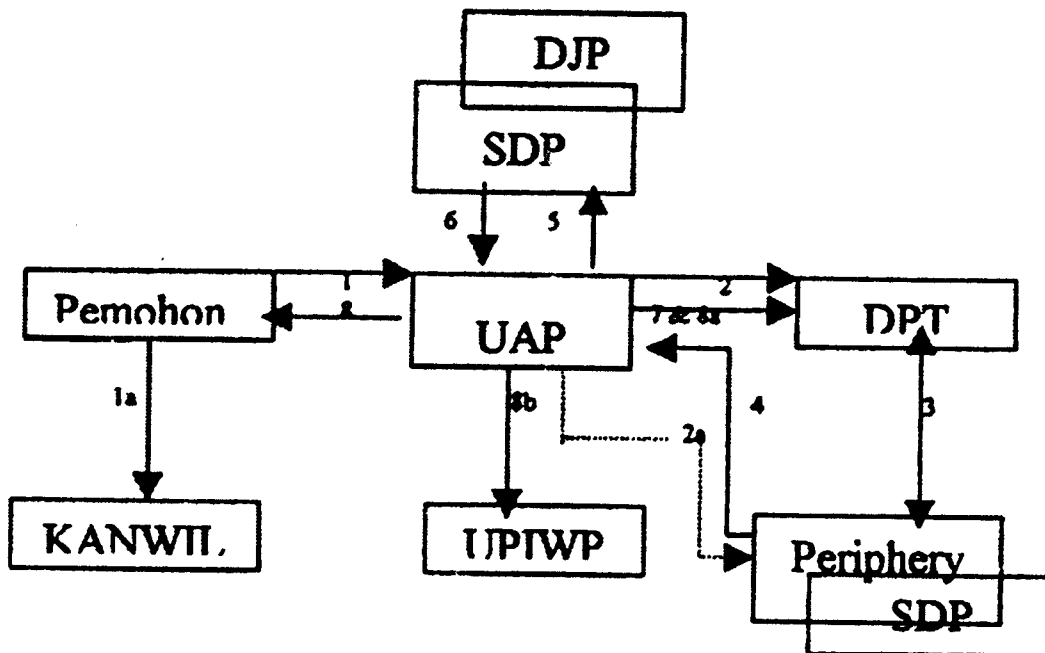 DJP
SDP
6
5
1
2
Pemohon
8
7 & 8a
DPT
UAP
1a
8b
4
3
2a
KANWIL
UPIWP
Periphery
SDP